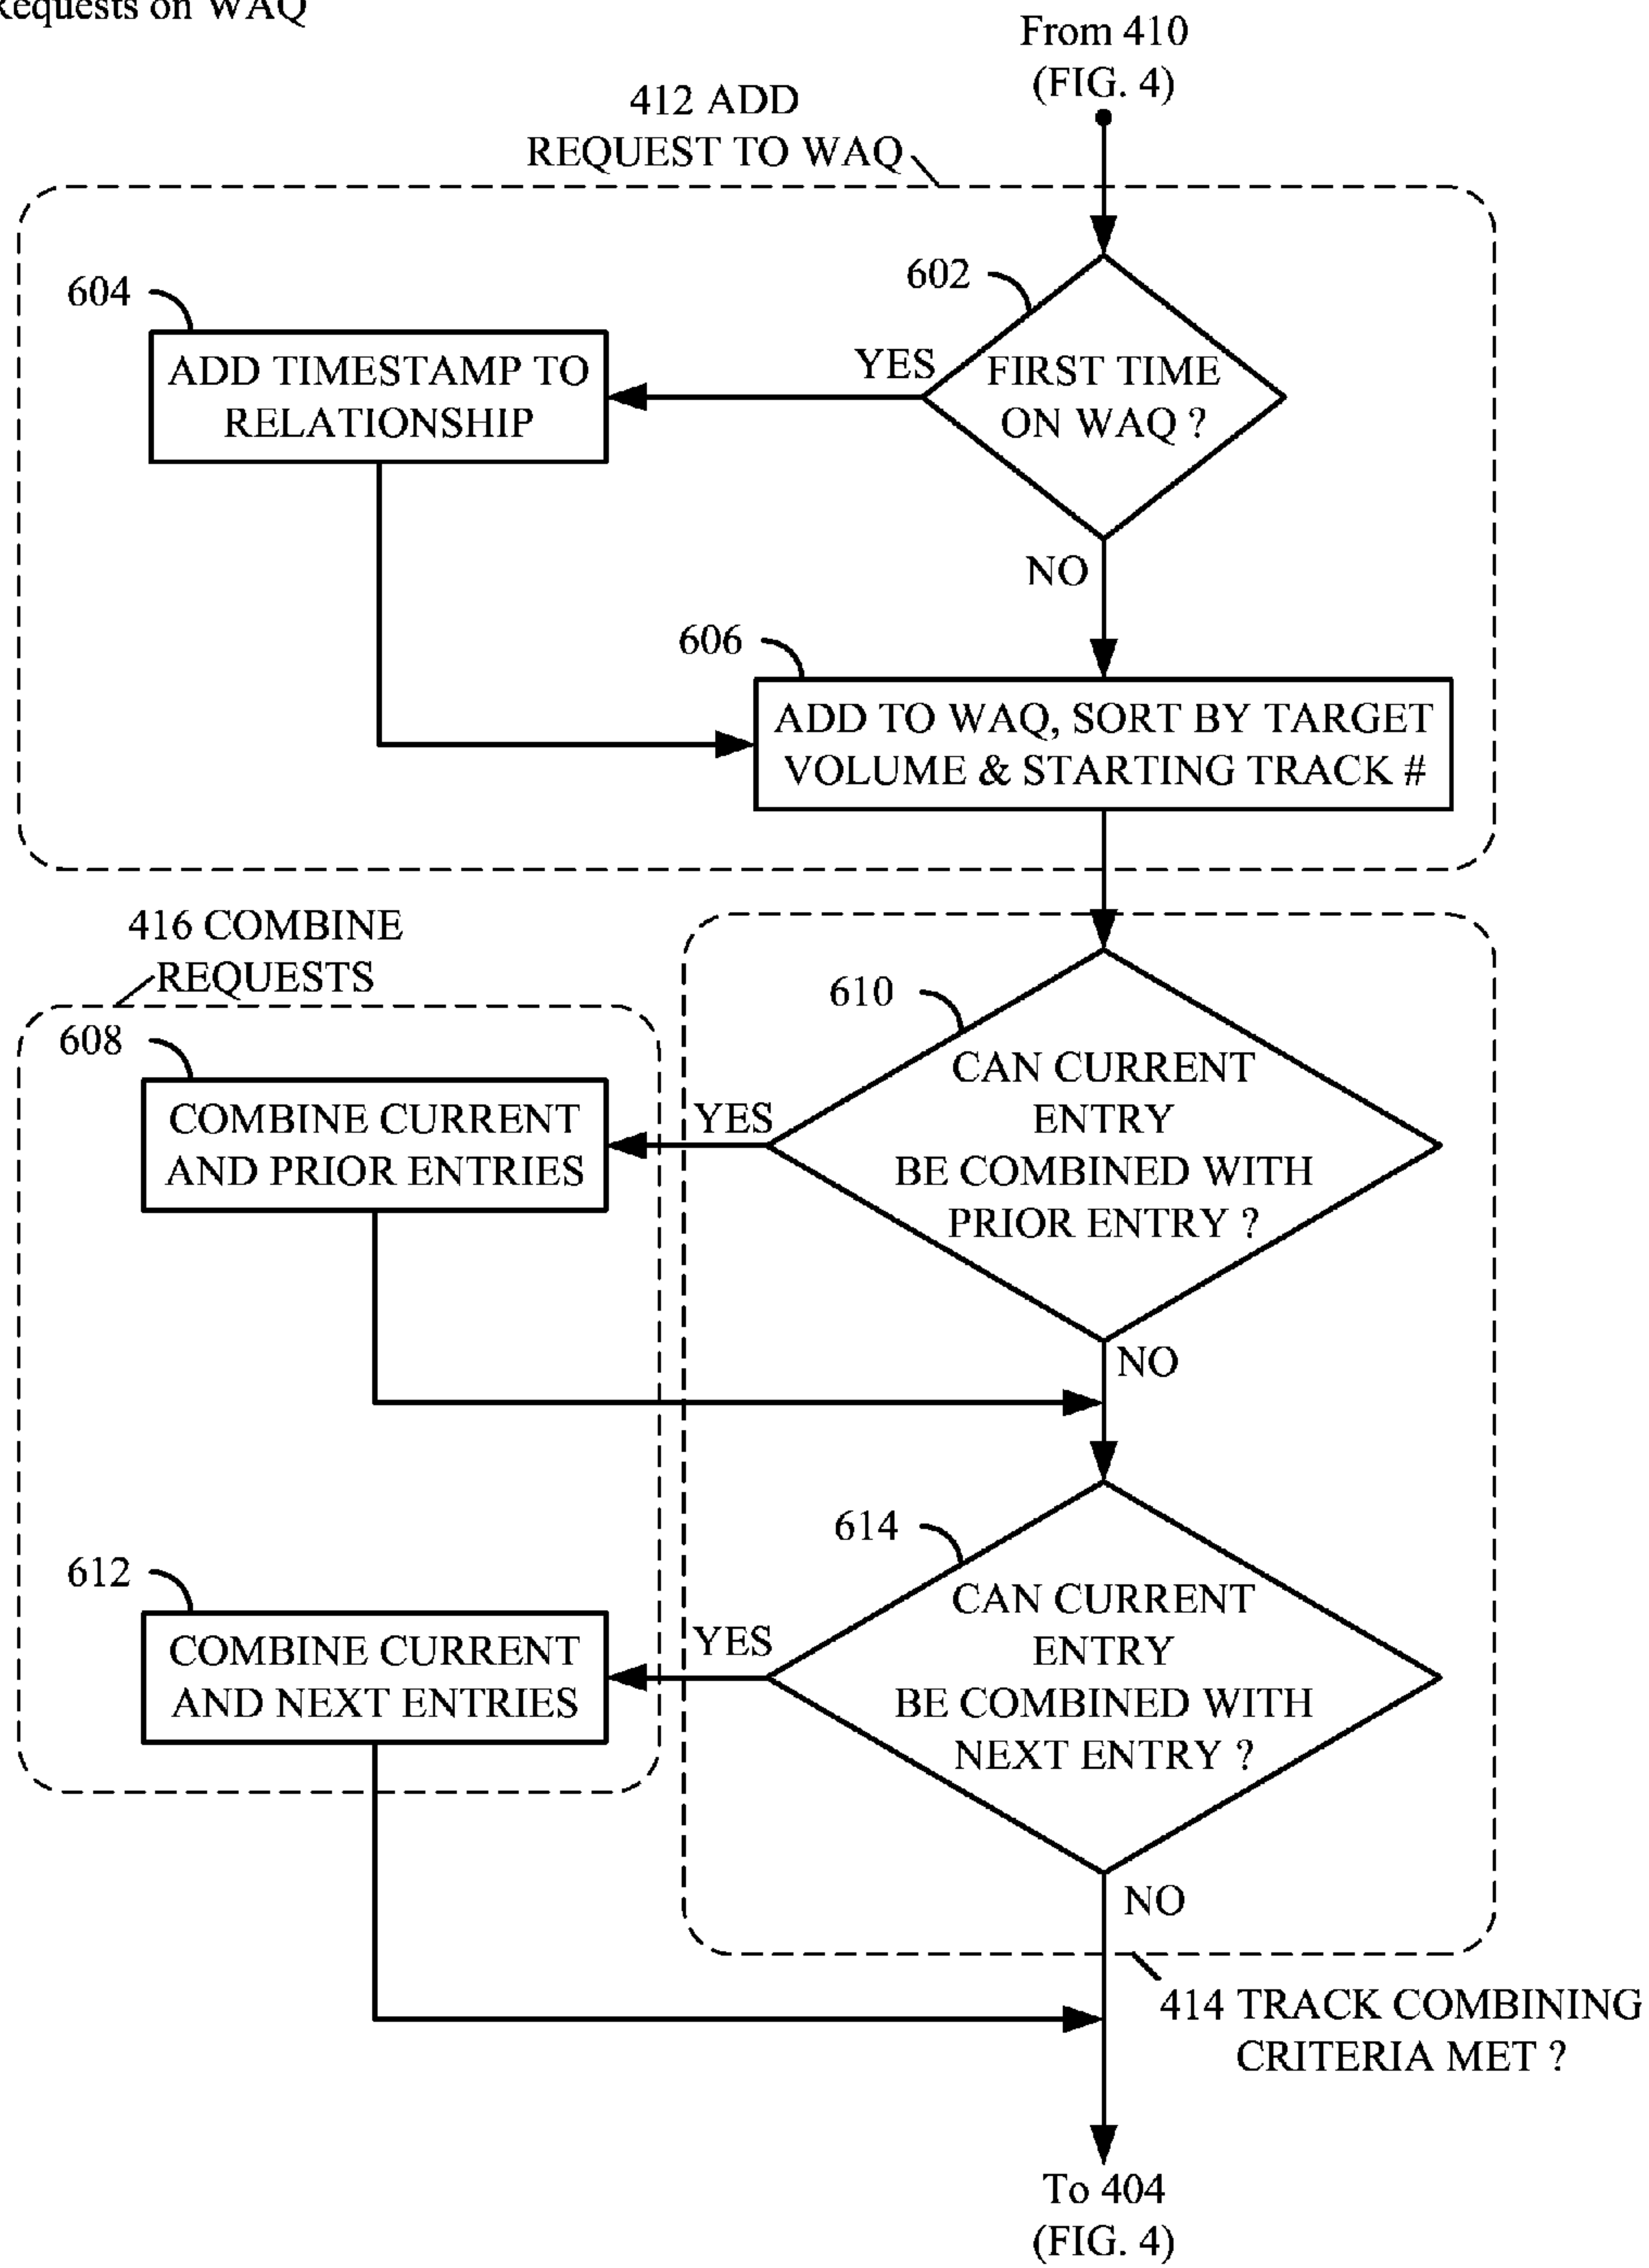 Requests on WAQ
From 410
(FIG. 4)
412 ADD
REQUEST TO WAQ
602
604
ADD TIMESTAMP TO
RELATIONSHIP
YES
FIRST TIME
ON WAQ ?
NO
606
ADD TO WAQ, SORT BY TARGET
VOLUME & STARTING TRACK #
416 COMBINE
REQUESTS
610
608
CAN CURRENT
ENTRY
BE COMBINED WITH
PRIOR ENTRY ?
YES
COMBINE CURRENT
AND PRIOR ENTRIES
NO
614
612
CAN CURRENT
ENTRY
BE COMBINED WITH
NEXT ENTRY ?
YES
COMBINE CURRENT
AND NEXT ENTRIES
NO
414 TRACK COMBINING
CRITERIA MET ?
To 404
(FIG. 4)